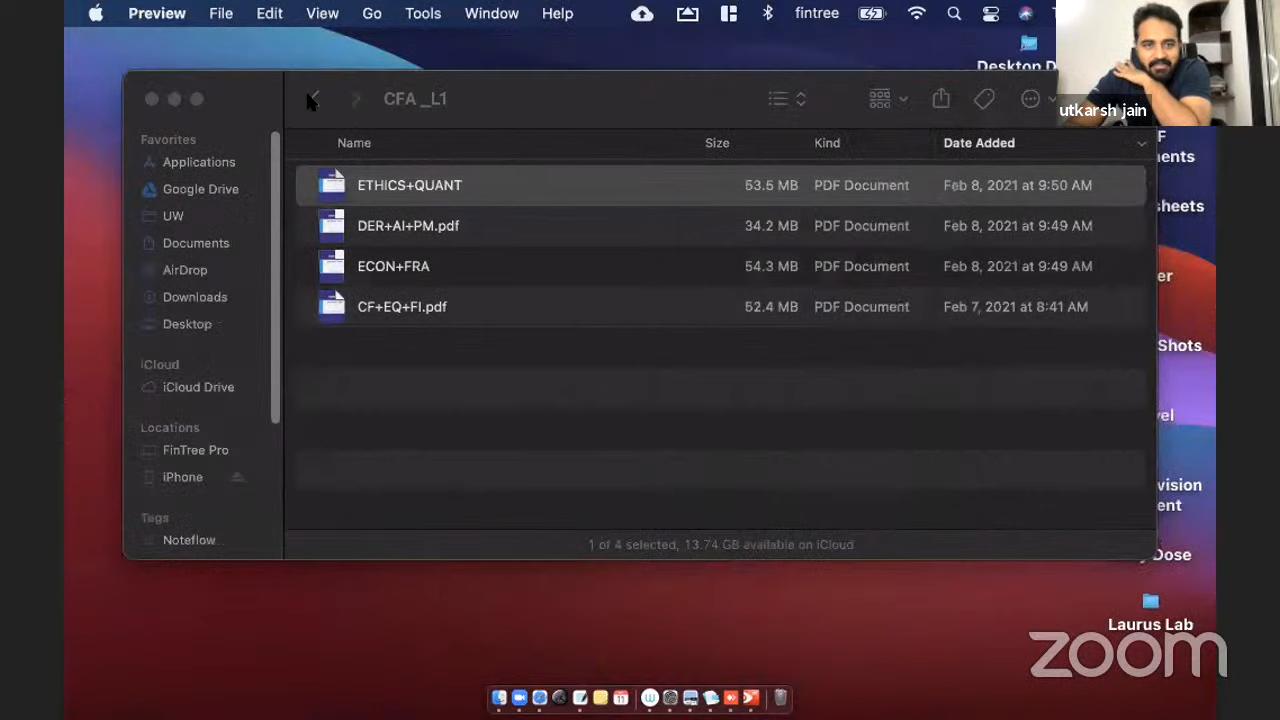 Preview File Edit View Go Tools Window Help fintree
Desktop D
utkarsh jain
CFA _L1
Favorites
Applications
Google Drive
UW
Documents
AirDrop
Downloads
Desktop
iCloud
iCloud Drive
Locations
FinTree Pro
iPhone
Tags
Noteflow
Name Size Kind Date Added
ETHICS+QUANT 53.5 MB PDF Document Feb 8, 2021 at 9:50 AM
DER+AI+PM.pdf 34.2 MB PDF Document Feb 8, 2021 at 9:49 AM
ECON+FRA 54.3 MB PDF Document Feb 8, 2021 at 9:49 AM
CF+EQ+FI.pdf 52.4 MB PDF Document Feb 7, 2021 at 8:41 AM
1 of 4 selected, 13.74 GB available on iCloud
F
ents
sheets
er
Shots
vel
vision
ent
y Dose
Laurus Lab
zoom
11